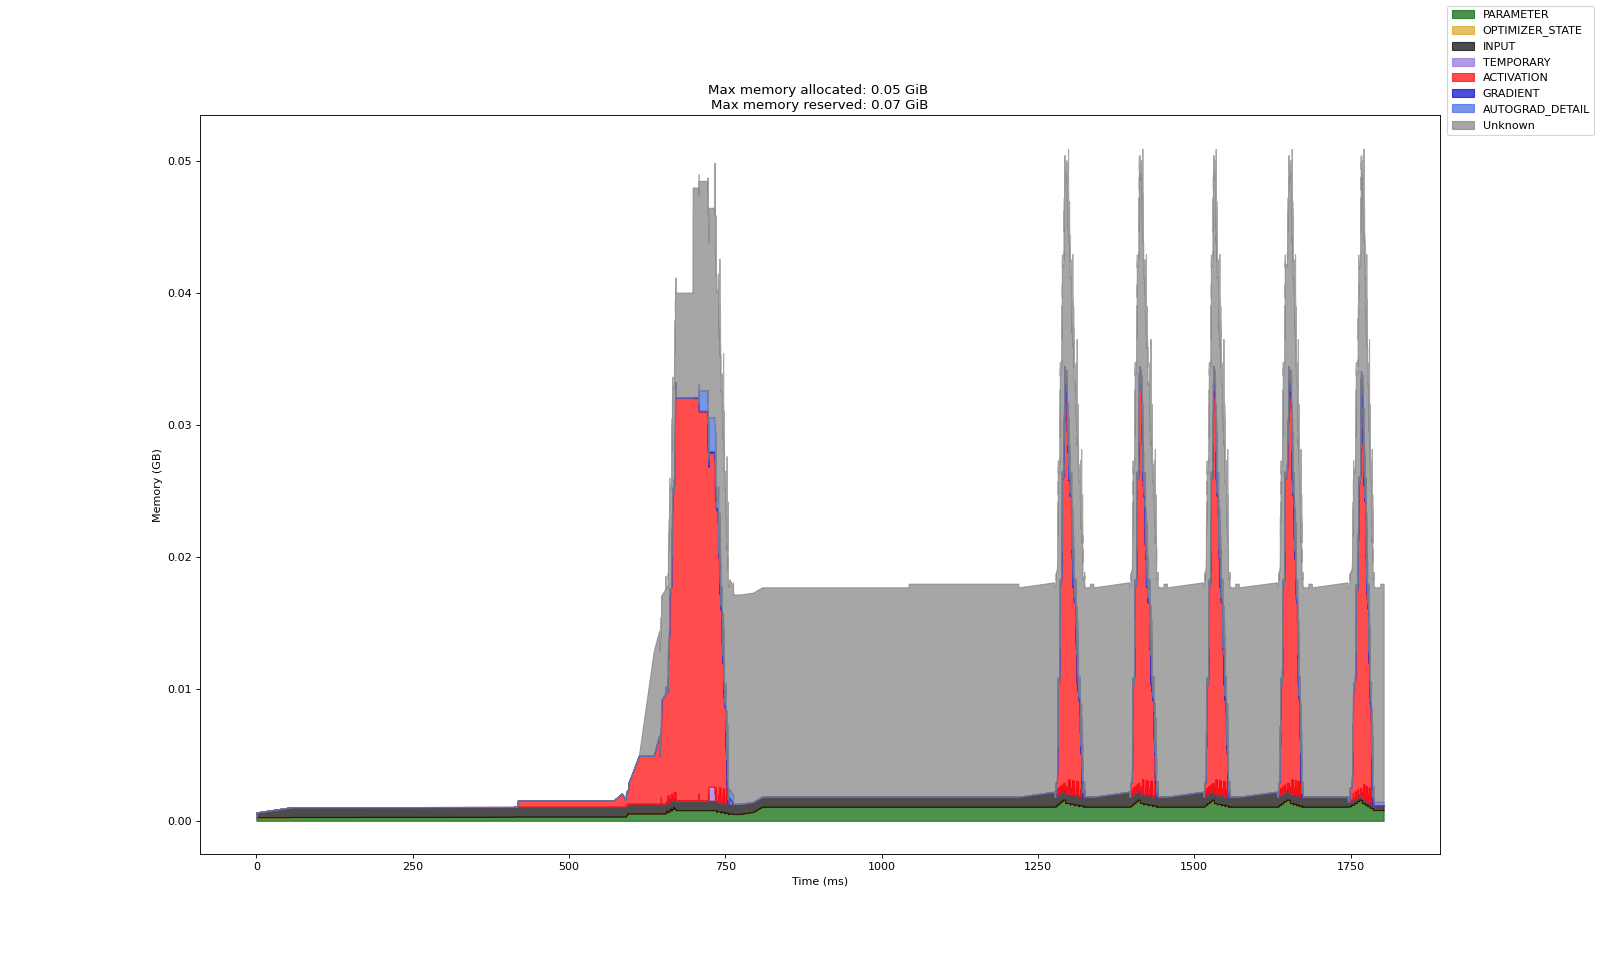 PARAMETER
OPTIMIZER_STATE
INPUT
TEMPORARY
ACTIVATION
GRADIENT
AUTOGRAD_DETAIL
Unknown
Max memory allocated: 0.05 GiB
Max memory reserved: 0.07 GiB
0.05
0.04
0.03
0.02
0.01
0.00
Memory (GB)
0 250 500 750 1000 1250 1500 1750
Time (ms)